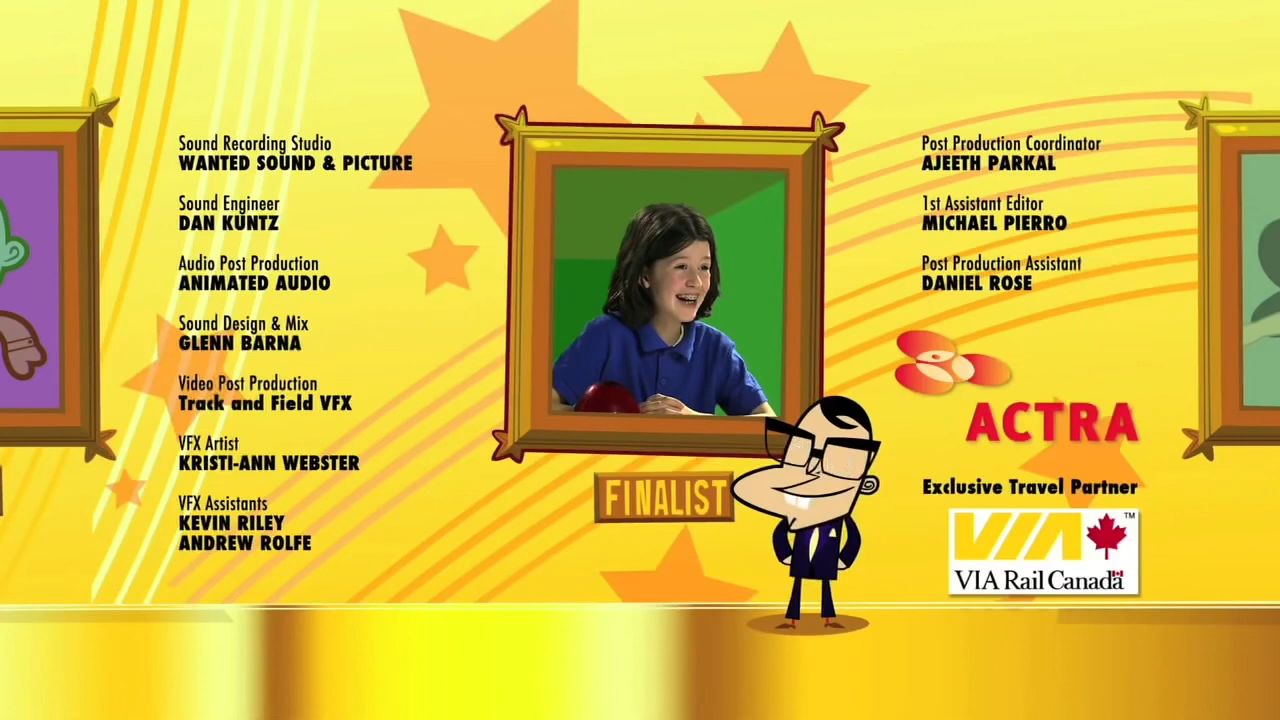 Sound Recording Studio
WANTED SOUND & PICTURE
Sound Engineer
DAN KUNTZ
Audio Post Production
ANIMATED AUDIO
Sound Design & Mix
GLENN BARNA
Video Post Production
Track and Field VFX
VFX Artist
KRISTI-ANN WEBSTER
VFX Assistants
KEVIN RILEY
ANDREW ROLFE
FINALIST
Post Production Coordinator
AJEETH PARKAL
1st Assistant Editor
MICHAEL PIERRO
Post Production Assistant
DANIEL ROSE
ACTRA
Exclusive Travel Partner
VIA TM
VIA Rail Canada